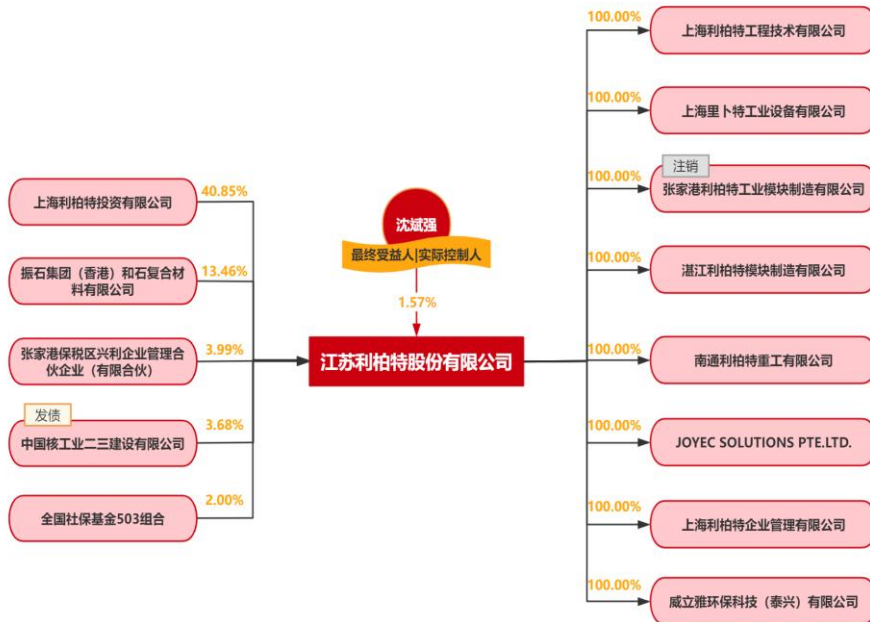 40.85%
上海利柏特投资有限公司
13.46%
振石集团（香港）和石复合材
料有限公司
3.99%
张家港保税区兴利企业管理合
伙企业（有限合伙）
发债
3.68%
中国核工业二三建设有限公司
2.00%
全国社保基金503组合
沈斌强
最终受益人|实际控制人
1.57%
江苏利柏特股份有限公司
100.00%
上海利柏特工程技术有限公司
100.00%
上海里卜特工业设备有限公司
注销
100.00%
张家港利柏特工业模块制造有限公司
100.00%
湛江利柏特模块制造有限公司
100.00%
南通利柏特重工有限公司
100.00%
JOYEC SOLUTIONS PTE.LTD.
100.00%
上海利柏特企业管理有限公司
100.00%
威立雅环保科技（泰兴）有限公司